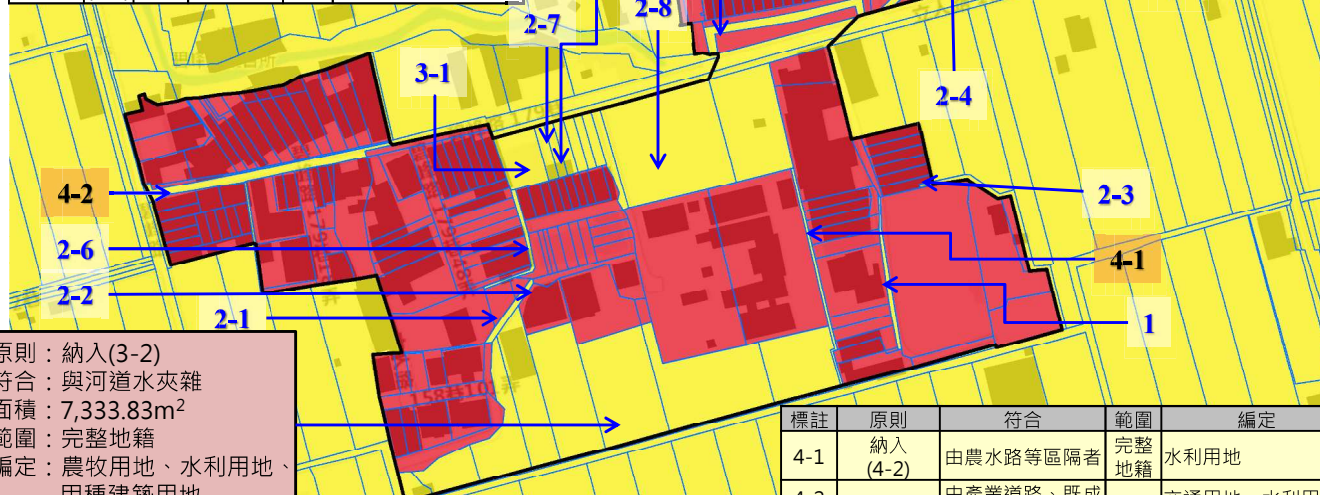 2-7
2-8
3-1
2-4
4-2
2-3
2-6
4-1
2-2
2-1
1
原則：納入(3-2)
符合：與河道水夾雜
面積：7,333.83m²
範圍：完整地籍
編定：農牧用地、水利用地、
標註 原則 符合 範圍 編定
4-1 納入(4-2) 由農水路等區隔者 完整地籍 水利用地
4-2